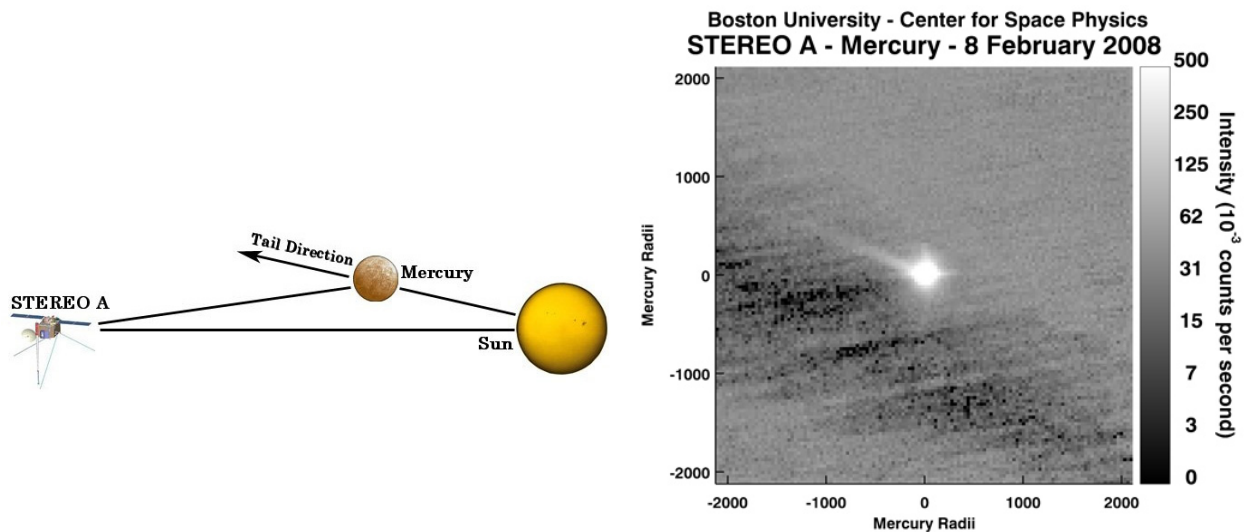 Tail Direction
Mercury
STEREO A
Sun
Boston University - Center for Space Physics
STEREO A - Mercury - 8 February 2008
2000
1000
0
-1000
-2000
Mercury Radii
-2000
-1000
0
1000
2000
Mercury Radii
500
250
125
62
31
15
7
3
0
Intensity (10⁻³ counts per second)